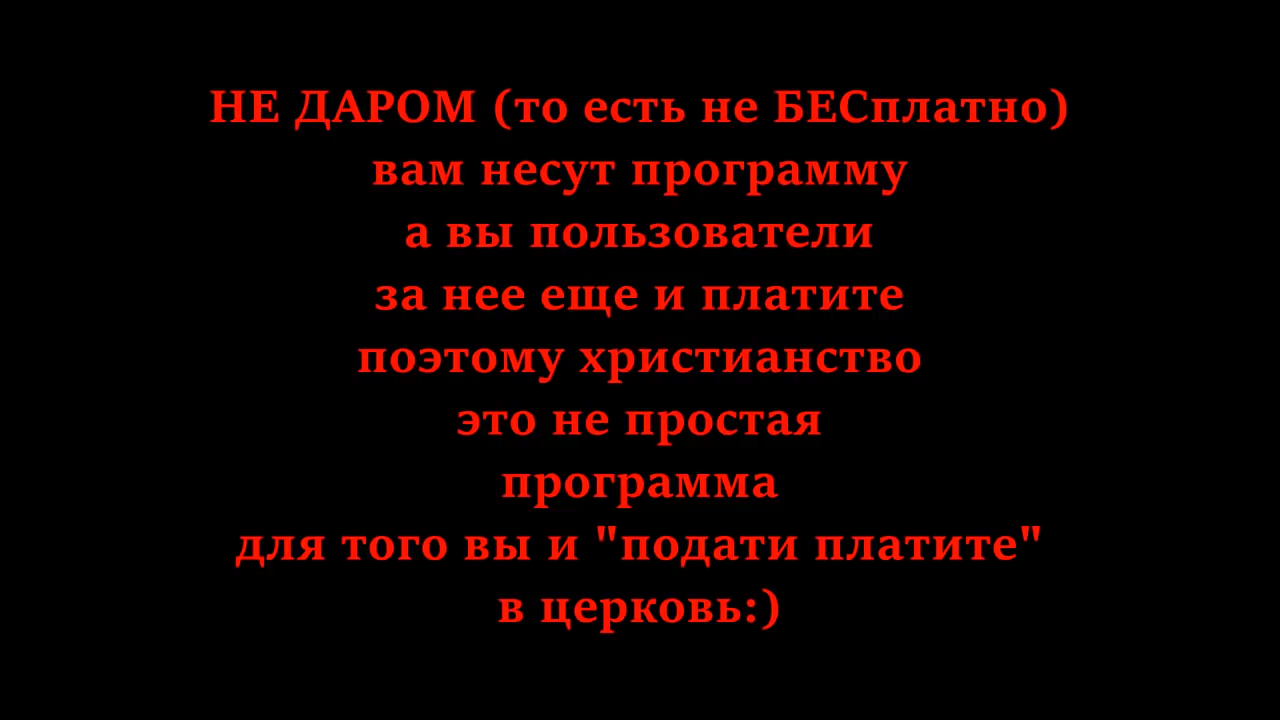 НЕ ДАРОМ (то есть не БЕСплатно)
вам несут программу
а вы пользователи
за нее еще и платите
поэтому христианство
это не простая
программа
для того вы и "подати платите"
в церковь:)